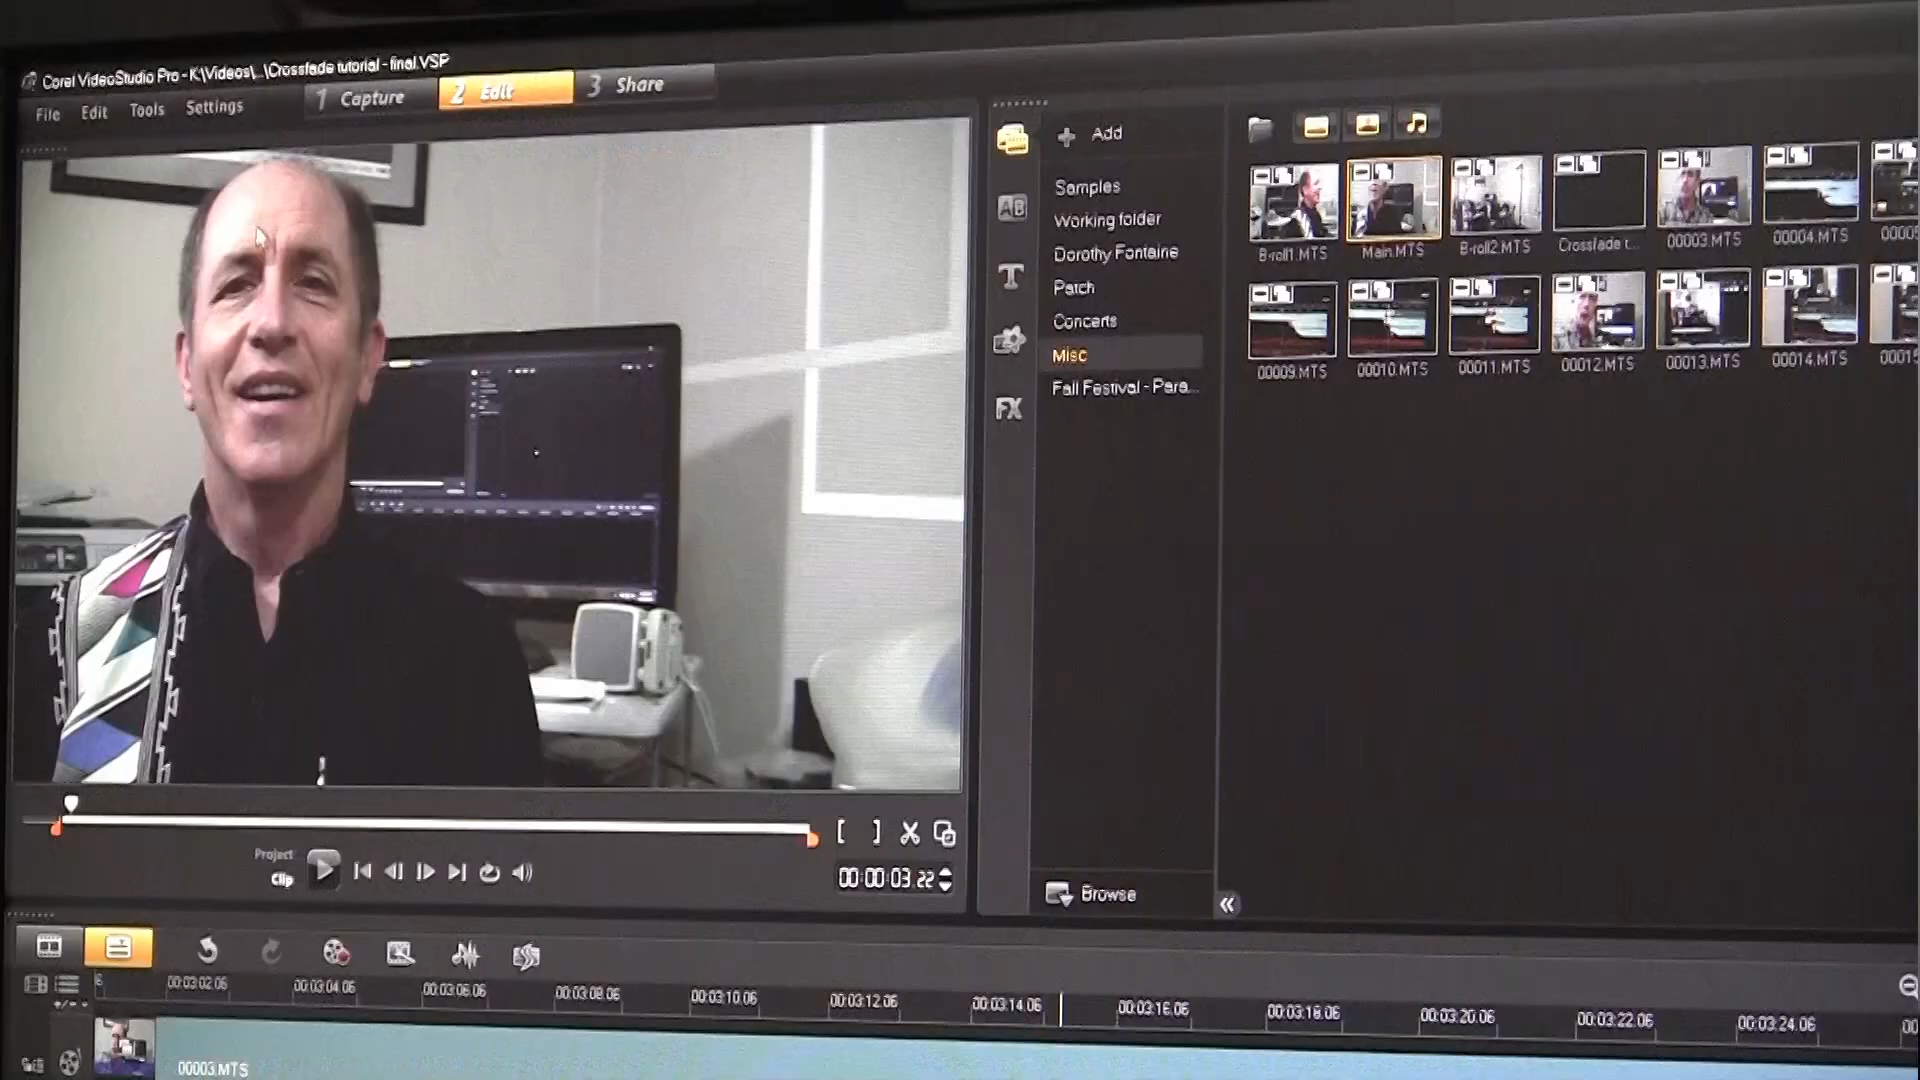 Corel VideoStudio Pro - K:\Videos\...\Crossfade tutorial - final.VSP
File Edit Tools Settings
1 Capture 2 Edit 3 Share
Add
Samples
Working folder
Dorothy Fontaine
Patch
Concerts
Misc
Fall Festival - Para...
AB
T
FX
B-roll1.MTS Main.MTS B-roll2.MTS Crossfade t... 00003.MTS 00004.MTS 00005
00009.MTS 00010.MTS 00011.MTS 00012.MTS 00013.MTS 00014.MTS 00015
Browse
Project
Clip
00:00:03.22
00:03:02.06 00:03:04.06 00:03:06.06 00:03:08.06 00:03:10.06 00:03:12.06 00:03:14.06 00:03:16.06 00:03:18.06 00:03:20.06 00:03:22.06 00:03:24.06 00
00003.MTS